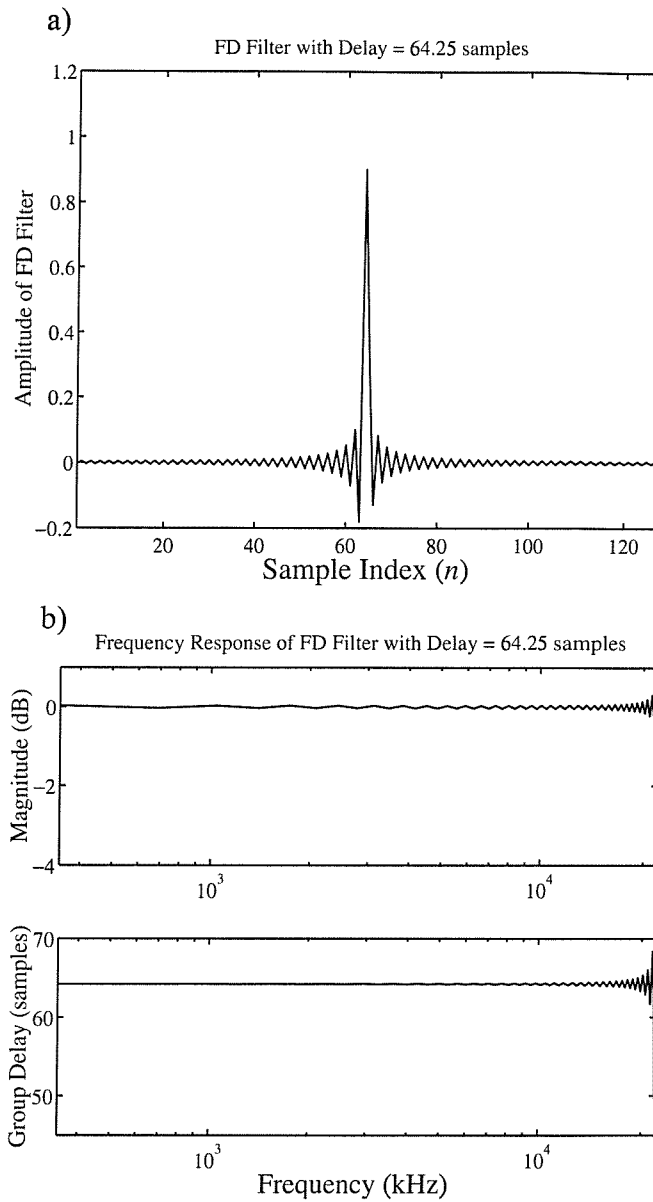 a)
FD Filter with Delay = 64.25 samples
1.2
1
0.8
0.6
0.4
0.2
0
−0.2
Amplitude of FD Filter
20 40 60 80 100 120
Sample Index (n)
b)
Frequency Response of FD Filter with Delay = 64.25 samples
0
−2
−4
Magnitude (dB)
10³ 10⁴
70
60
50
Group Delay (samples)
10³ 10⁴
Frequency (kHz)